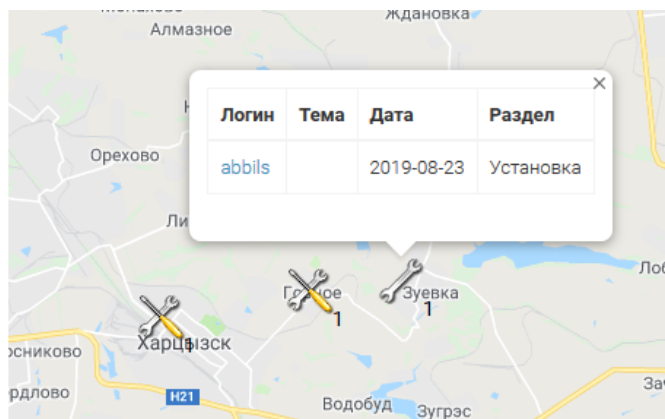 Ждановка
Алмазное
Логин Тема Дата Раздел
abbils 2019-08-23 Установка
Орехово
Зуевка
1
1
Харцызск
1
H21
Водобуд
Зугрэс